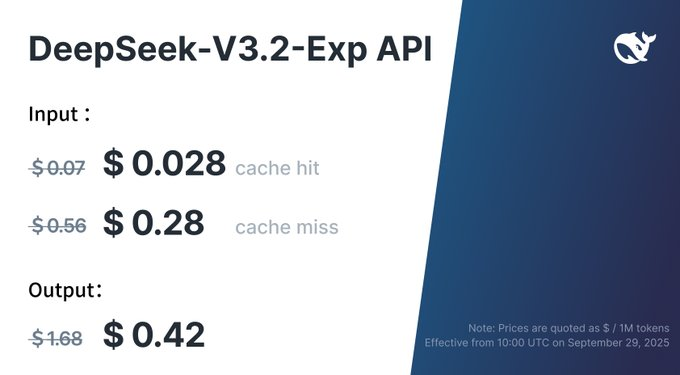 DeepSeek-V3.2-Exp API
Input：
$0.07 $ 0.028 cache hit
$0.56 $ 0.28 cache miss
Output：
$1.68 $ 0.42
Note: Prices are quoted as $ / 1M tokens
Effective from 10:00 UTC on September 29, 2025